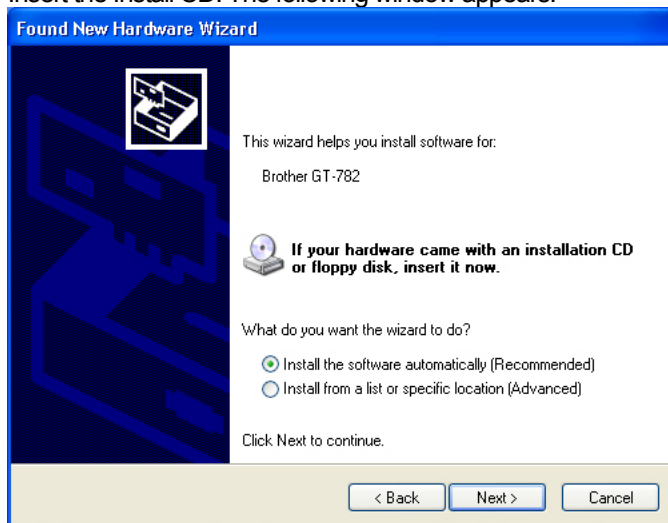 Insert the install CD. The following window appears.
Found New Hardware Wizard
This wizard helps you install software for:
Brother GT-782
If your hardware came with an installation CD
or floppy disk, insert it now.
What do you want the wizard to do?
Install the software automatically (Recommended)
Install from a list or specific location (Advanced)
Click Next to continue.
< Back
Next >
Cancel